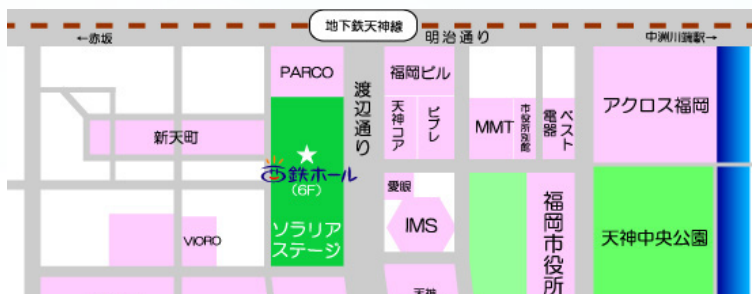 地下鉄天神線
←赤坂
明治通り
中洲川端駅→
PARCO
渡辺通り
福岡ビル
天神コア
ビブレ
MMT
市役所別館
ベスト
電器
アクロス福岡
新天町
西鉄ホール
(6F)
ソラリア
ステージ
愛眼
IMS
VIORO
福岡市役所
天神中央公園
天神